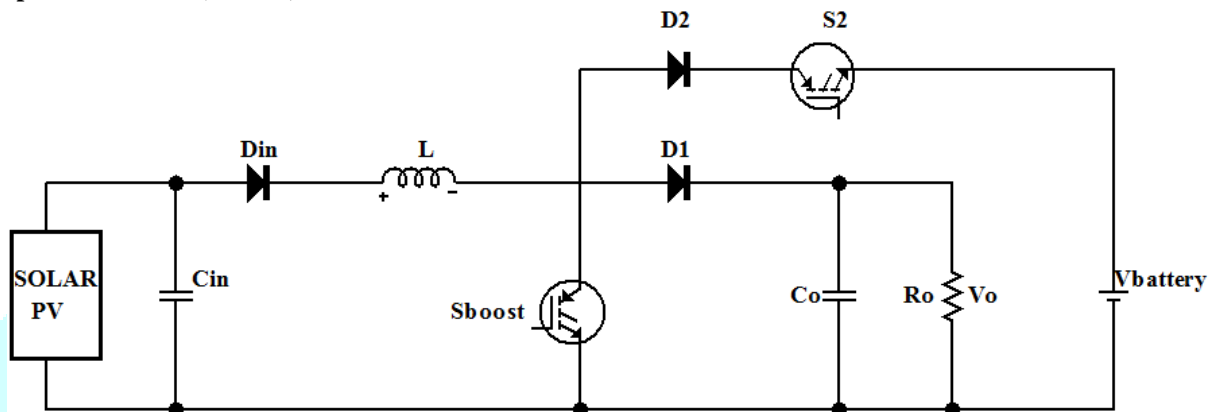 D2
S2
Din
L
D1
+ -
SOLAR
PV
Cin
Sboost
Co
Ro
Vo
Vbattery